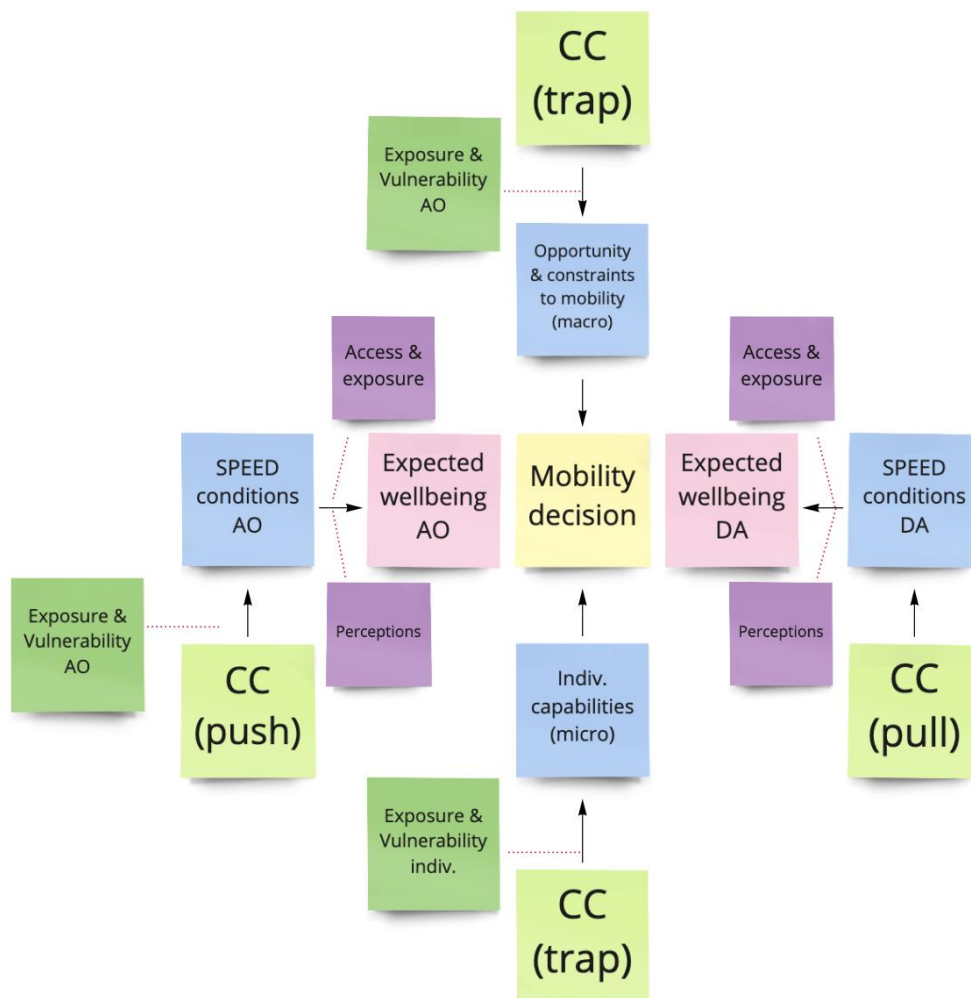 CC
(trap)
Exposure &
Vulnerability
AO
Opportunity
& constraints
to mobility
(macro)
Access &
exposure
Access &
exposure
SPEED
conditions
AO
Expected
wellbeing
AO
Mobility
decision
Expected
wellbeing
DA
SPEED
conditions
DA
Exposure &
Vulnerability
AO
Perceptions
Perceptions
CC
(push)
Indiv.
capabilities
(micro)
CC
(pull)
Exposure &
Vulnerability
indiv.
CC
(trap)